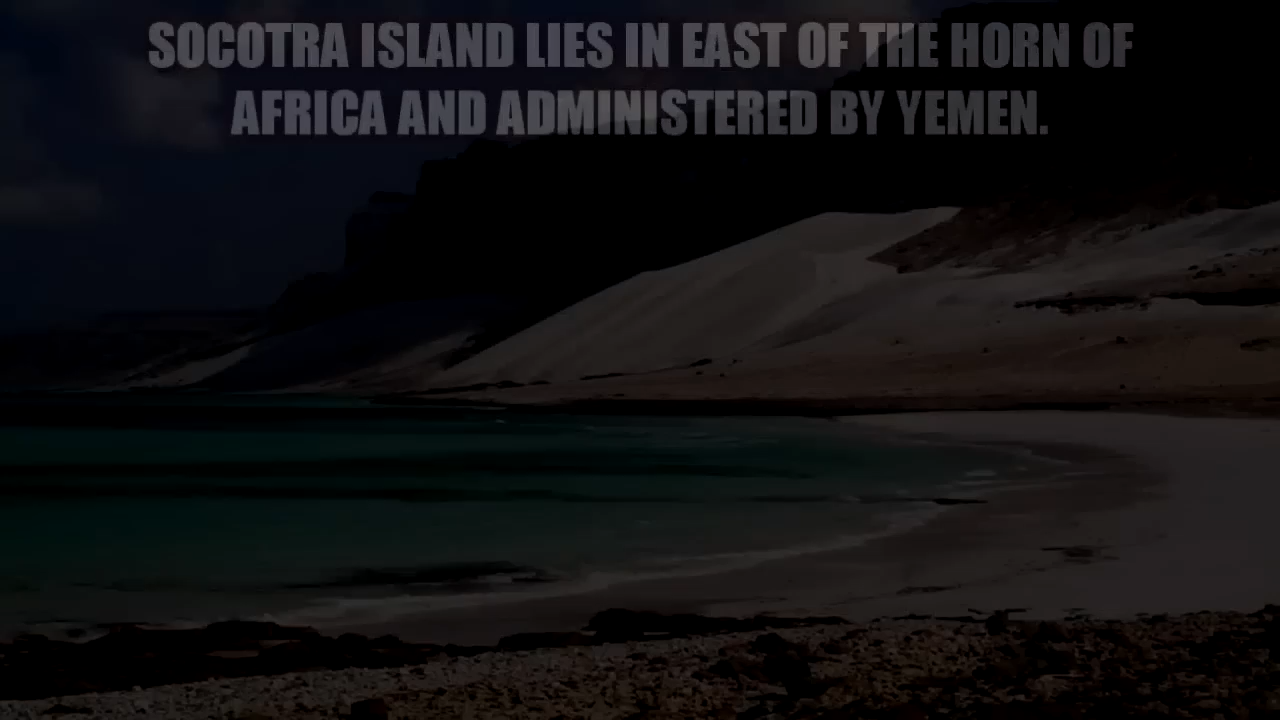 SOCOTRA ISLAND LIES IN EAST OF THE HORN OF
AFRICA AND ADMINISTERED BY YEMEN.